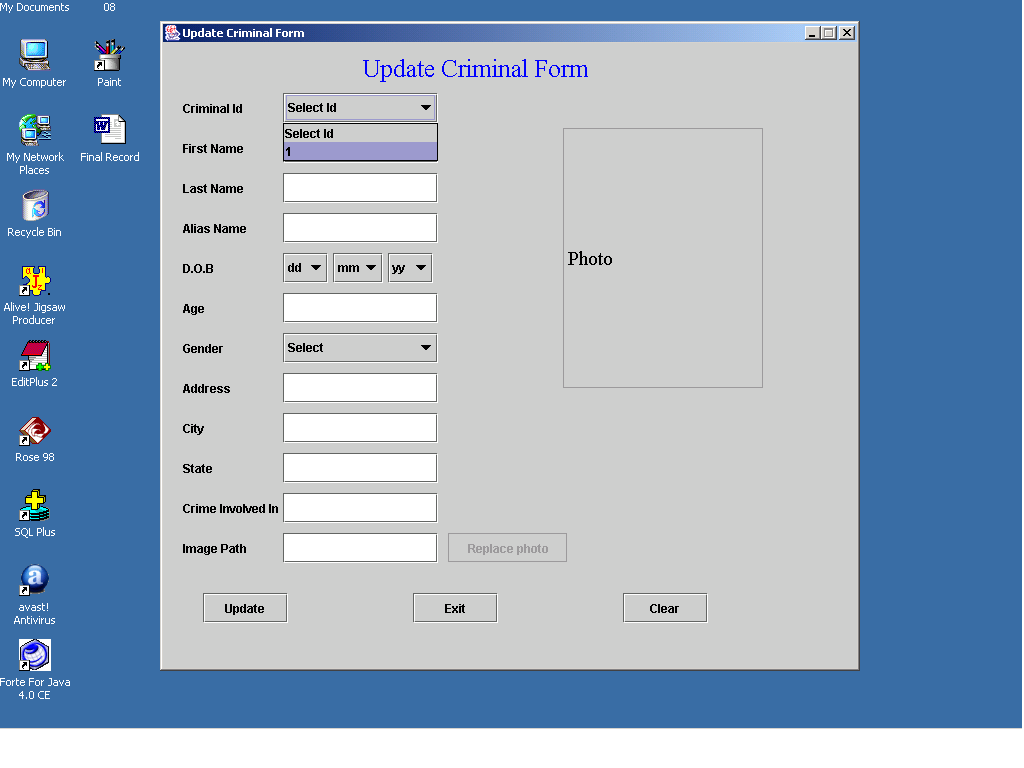 My Documents
08
My Computer
Paint
My Network
Places
Final Record
Recycle Bin
Alive! Jigsaw
Producer
EditPlus 2
Rose 98
SQL Plus
avast!
Antivirus
Forte For Java
4.0 CE
Update Criminal Form
Update Criminal Form
Criminal Id
Select Id
Select Id
1
First Name
Last Name
Alias Name
D.O.B
dd
mm
yy
Age
Gender
Select
Address
City
State
Crime Involved In
Image Path
Replace photo
Photo
Update
Exit
Clear